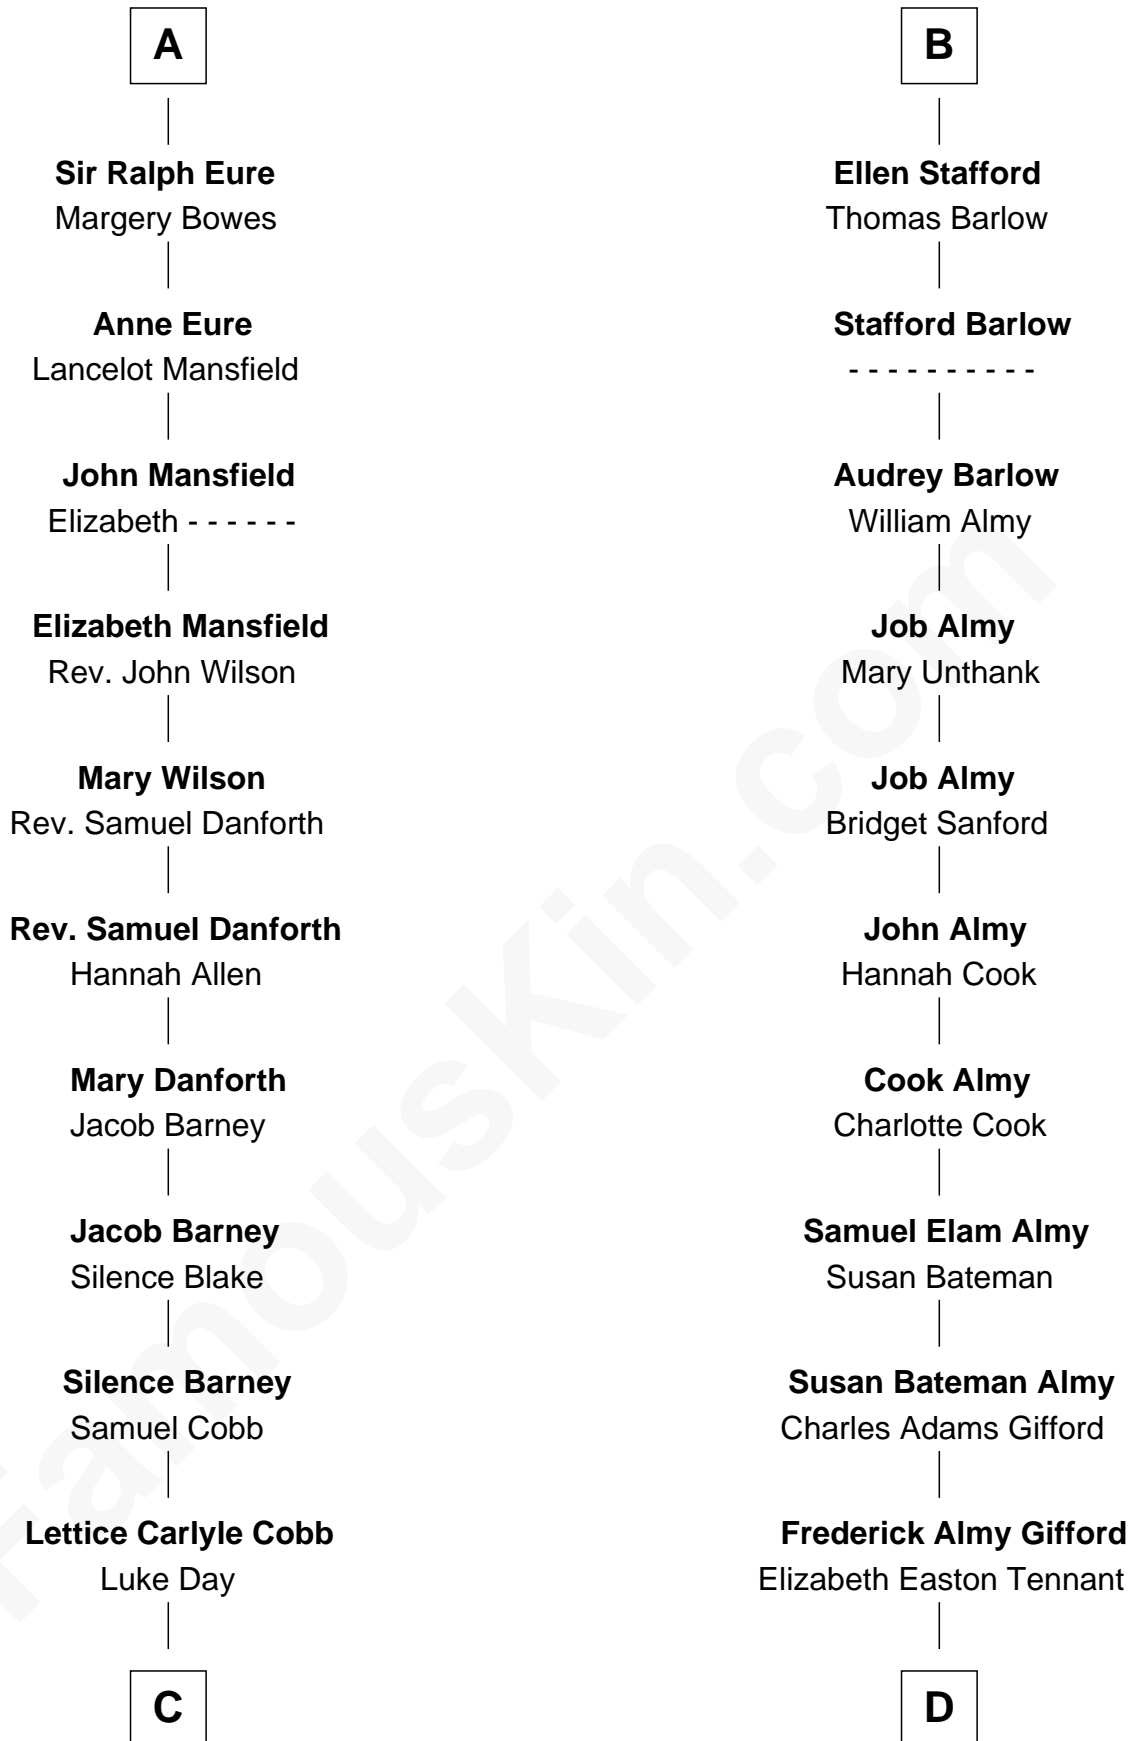 A
Sir Ralph Eure
Margery Bowes
Anne Eure
Lancelot Mansfield
John Mansfield
Elizabeth - - - - - -
Elizabeth Mansfield
Rev. John Wilson
Mary Wilson
Rev. Samuel Danforth
Rev. Samuel Danforth
Hannah Allen
Mary Danforth
Jacob Barney
Jacob Barney
Silence Blake
Silence Barney
Samuel Cobb
Lettice Carlyle Cobb
Luke Day
C
B
Ellen Stafford
Thomas Barlow
Stafford Barlow
- - - - - - - - - -
Audrey Barlow
William Almy
Job Almy
Mary Unthank
Job Almy
Bridget Sanford
John Almy
Hannah Cook
Cook Almy
Charlotte Cook
Samuel Elam Almy
Susan Bateman
Susan Bateman Almy
Charles Adams Gifford
Frederick Almy Gifford
Elizabeth Easton Tennant
D
FamousKin.com